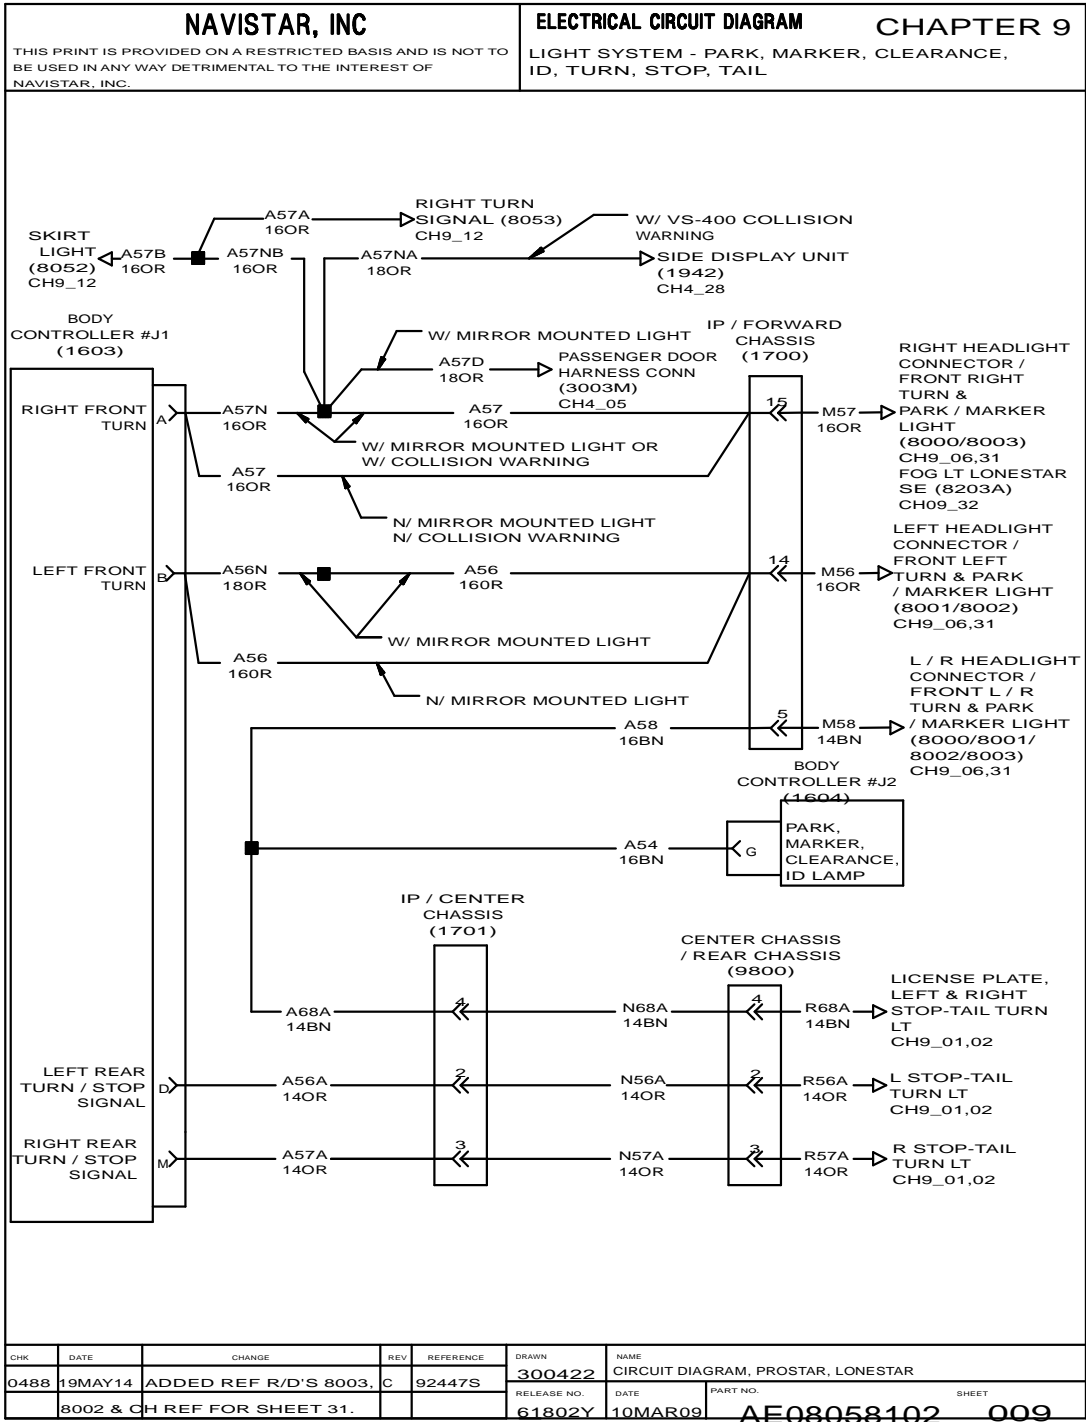 NAVISTAR, INC
THIS PRINT IS PROVIDED ON A RESTRICTED BASIS AND IS NOT TO
BE USED IN ANY WAY DETRIMENTAL TO THE INTEREST OF
NAVISTAR, INC.
ELECTRICAL CIRCUIT DIAGRAM
CHAPTER 9
LIGHT SYSTEM - PARK, MARKER, CLEARANCE,
ID, TURN, STOP, TAIL
RIGHT TURN
SIGNAL (8053)
CH9_12
A57A
16OR
SKIRT
LIGHT
(8052)
CH9_12
A57B
16OR
A57NB
16OR
A57NA
18OR
W/ VS-400 COLLISION
WARNING
SIDE DISPLAY UNIT
(1942)
CH4_28
BODY
CONTROLLER #J1
(1603)
W/ MIRROR MOUNTED LIGHT
A57D
18OR
PASSENGER DOOR
HARNESS CONN
(3003M)
CH4_05
IP / FORWARD
CHASSIS
(1700)
RIGHT FRONT
TURN
A
A57N
16OR
A57
16OR
15
M57
16OR
RIGHT HEADLIGHT
CONNECTOR /
FRONT RIGHT
TURN &
PARK / MARKER
LIGHT
(8000/8003)
CH9_06,31
FOG LT LONESTAR
SE (8203A)
CH09_32
W/ MIRROR MOUNTED LIGHT OR
W/ COLLISION WARNING
A57
16OR
N/ MIRROR MOUNTED LIGHT
N/ COLLISION WARNING
LEFT FRONT
TURN
B
A56N
180R
A56
160R
14
M56
16OR
LEFT HEADLIGHT
CONNECTOR /
FRONT LEFT
TURN & PARK
/ MARKER LIGHT
(8001/8002)
CH9_06,31
W/ MIRROR MOUNTED LIGHT
A56
160R
N/ MIRROR MOUNTED LIGHT
A58
16BN
5
M58
14BN
L / R HEADLIGHT
CONNECTOR /
FRONT L / R
TURN & PARK
/ MARKER LIGHT
(8000/8001/
8002/8003)
CH9_06,31
BODY
CONTROLLER #J2
(1604)
A54
16BN
G
PARK,
MARKER,
CLEARANCE,
ID LAMP
IP / CENTER
CHASSIS
(1701)
CENTER CHASSIS
/ REAR CHASSIS
(9800)
A68A
14BN
4
N68A
14BN
4
R68A
14BN
LICENSE PLATE,
LEFT & RIGHT
STOP-TAIL TURN
LT
CH9_01,02
LEFT REAR
TURN / STOP
SIGNAL
D
A56A
14OR
2
N56A
14OR
2
R56A
14OR
L STOP-TAIL
TURN LT
CH9_01,02
RIGHT REAR
TURN / STOP
SIGNAL
M
A57A
14OR
3
N57A
14OR
3
R57A
14OR
R STOP-TAIL
TURN LT
CH9_01,02
CHK DATE CHANGE REV REFERENCE
0488 19MAY14 ADDED REF R/D'S 8003, C 92447S
8002 & CH REF FOR SHEET 31.
DRAWN
300422
NAME
CIRCUIT DIAGRAM, PROSTAR, LONESTAR
RELEASE NO.
61802Y
DATE
10MAR09
PART NO.
AE08058102
SHEET
009